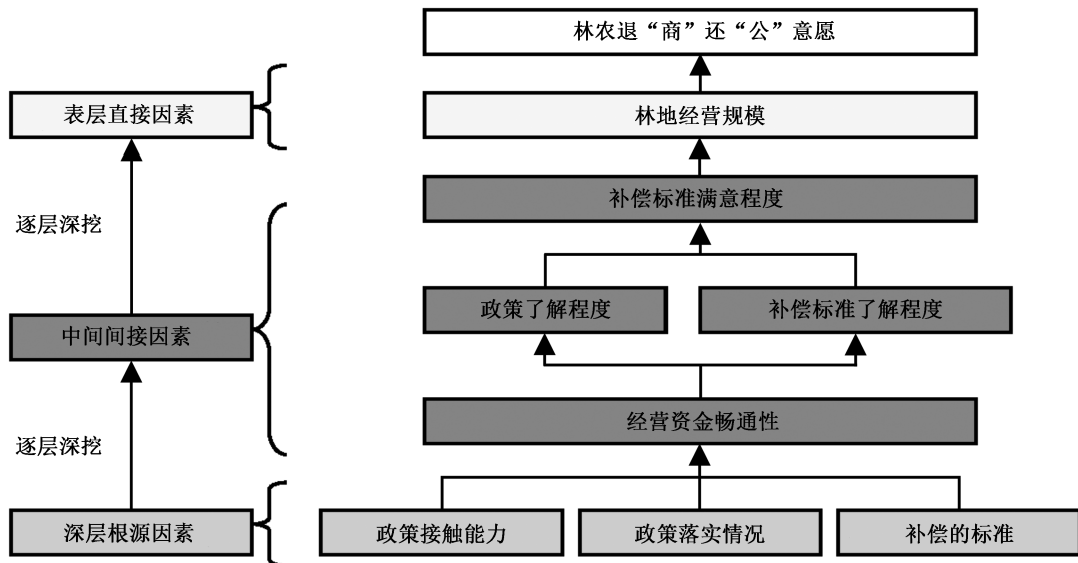 林农退“商”还“公”意愿
表层直接因素
林地经营规模
补偿标准满意程度
逐层深挖
政策了解程度
补偿标准了解程度
中间间接因素
经营资金畅通性
逐层深挖
深层根源因素
政策接触能力
政策落实情况
补偿的标准